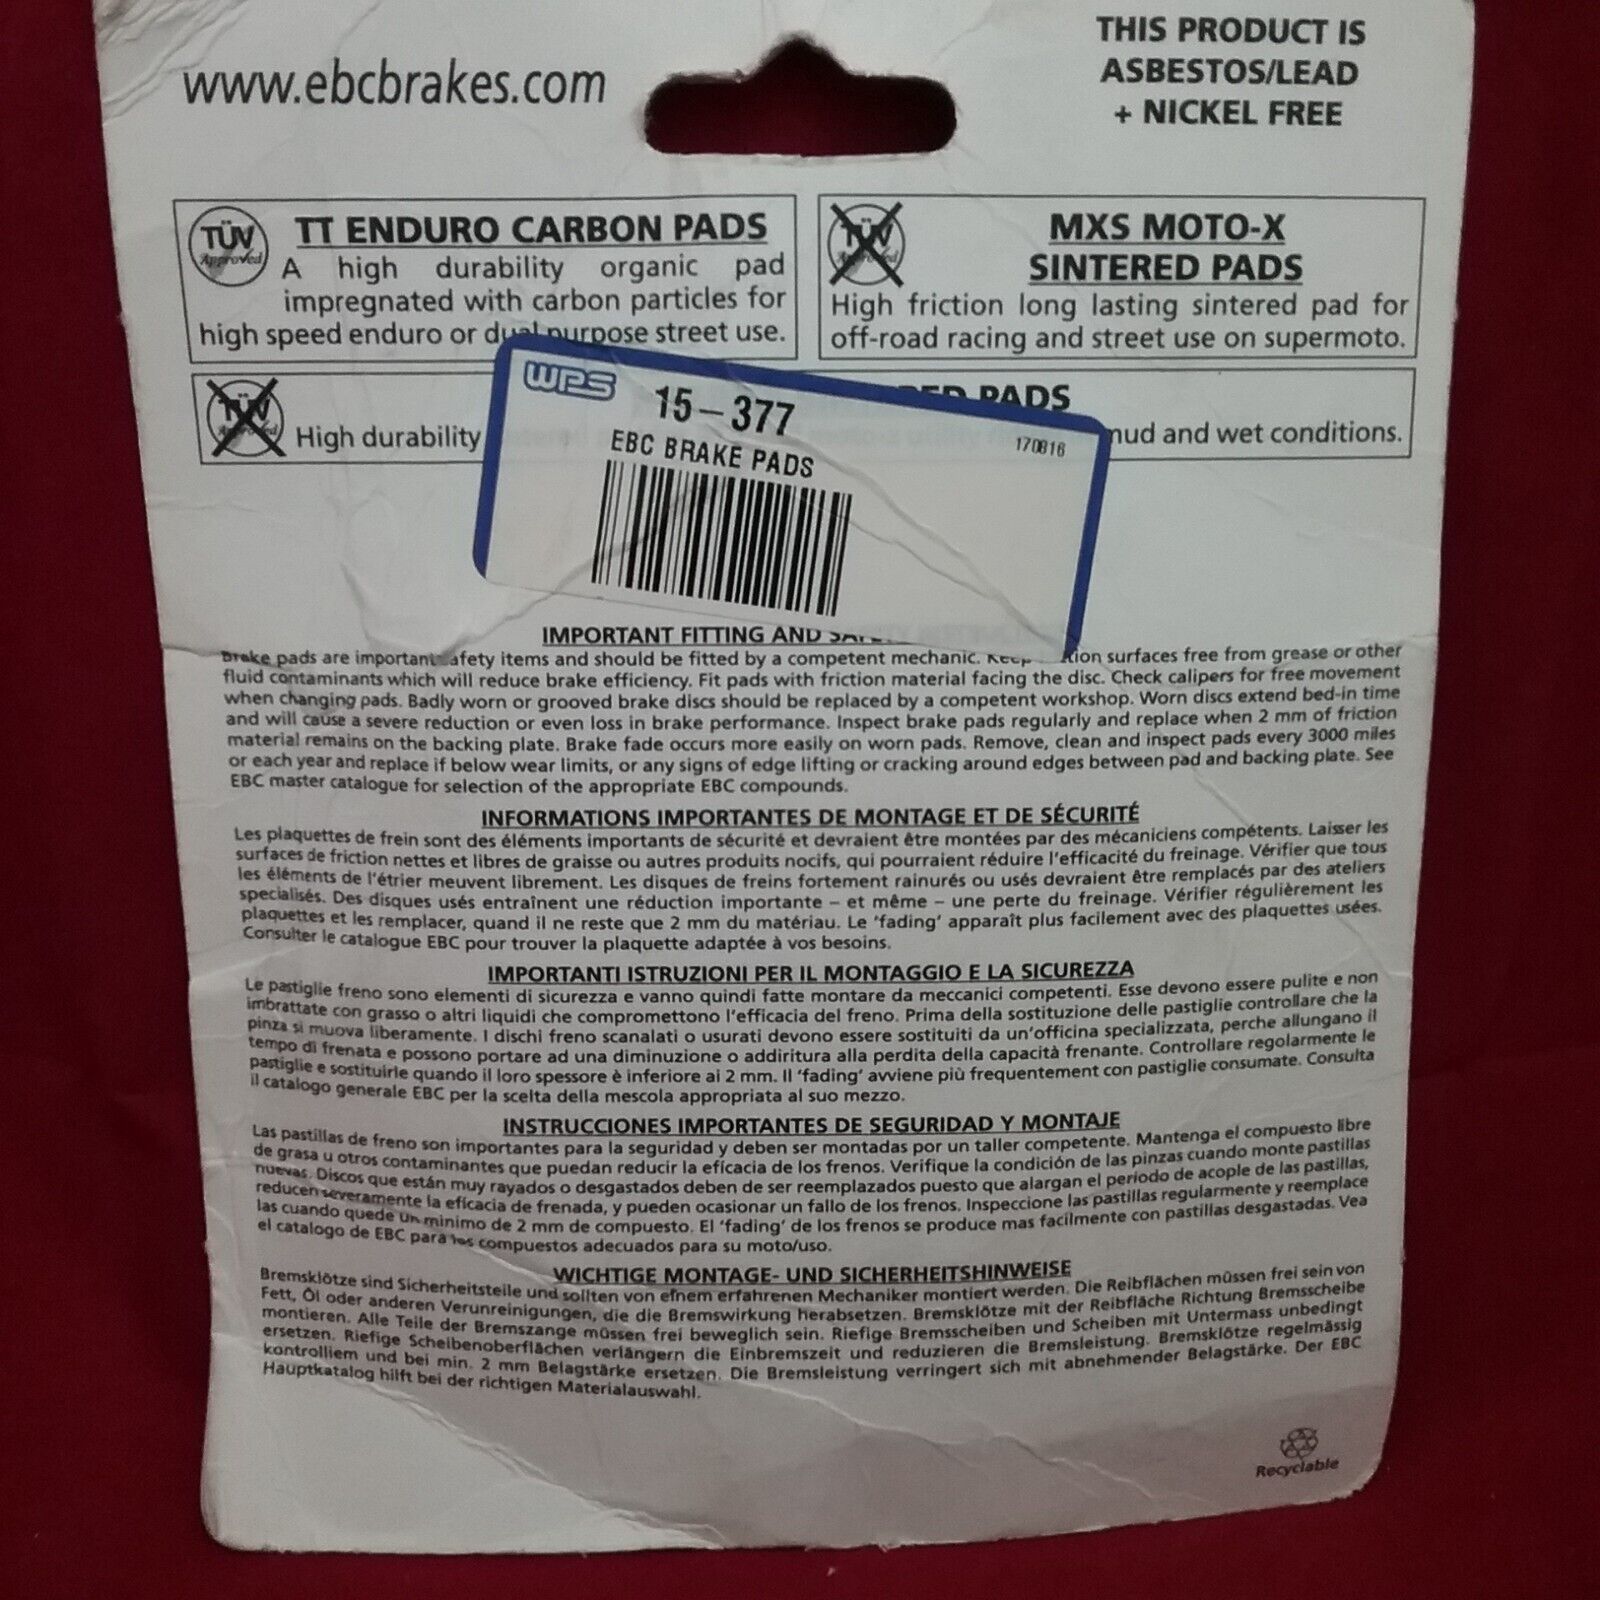 www.ebcbrakes.com
THIS PRODUCT IS
ASBESTOS/LEAD
+ NICKEL FREE
TÜV
Approved
TT ENDURO CARBON PADS
A high durability organic pad
impregnated with carbon particles for
high speed enduro or dual purpose street use.
TÜV
MXS MOTO-X
SINTERED PADS
High friction long lasting sintered pad for
off-road racing and street use on supermoto.
TÜV
PADS
High durability
mud and wet conditions.
WPS
15-377
170816
EBC BRAKE PADS
IMPORTANT FITTING AND
Brake pads are important safety items and should be fitted by a competent mechanic. Keep surfaces free from grease or other
fluid contaminants which will reduce brake efficiency. Fit pads with friction material facing the disc. Check calipers for free movement
when changing pads. Badly worn or grooved brake discs should be replaced by a competent workshop. Worn discs extend bed-in time
and will cause a severe reduction or even loss in brake performance. Inspect brake pads regularly and replace when 2 mm of friction
material remains on the backing plate. Brake fade occurs more easily on worn pads. Remove, clean and inspect pads every 3000 miles
or each year and replace if below wear limits, or any signs of edge lifting or cracking around edges between pad and backing plate. See
EBC master catalogue for selection of the appropriate EBC compounds.
INFORMATIONS IMPORTANTES DE MONTAGE ET DE SÉCURITÉ
Les plaquettes de frein sont des éléments importants de sécurité et devraient être montées par des mécaniciens compétents. Laisser les
surfaces de friction nettes et libres de graisse ou autres produits nocifs, qui pourraient réduire l'efficacité du freinage. Vérifier que tous
les éléments de l'étrier meuvent librement. Les disques de freins fortement rainurés ou usés devraient être remplacés par des ateliers
specialisés. Des disques usés entraînent une réduction importante – et même – une perte du freinage. Vérifier régulièrement les
plaquettes et les remplacer, quand il ne reste que 2 mm du matériau. Le 'fading' apparaît plus facilement avec des plaquettes usées.
Consulter le catalogue EBC pour trouver la plaquette adaptée à vos besoins.
IMPORTANTI ISTRUZIONI PER IL MONTAGGIO E LA SICUREZZA
Le pastiglie freno sono elementi di sicurezza e vanno quindi fatte montare da meccanici competenti. Esse devono essere pulite e non
imbrattate con grasso o altri liquidi che compromettono l'efficacia del freno. Prima della sostituzione delle pastiglie controllare che la
pinza si muova liberamente. I dischi freno scanalati o usurati devono essere sostituiti da un'officina specializzata, perche allungano il
tempo di frenata e possono portare ad una diminuzione o addiritura alla perdita della capacità frenante. Controllare regolarmente le
pastiglie e sostituirle quando il loro spessore è inferiore ai 2 mm. Il 'fading' avviene più frequentemente con pastiglie consumate. Consulta
il catalogo generale EBC per la scelta della mescola appropriata al suo mezzo.
INSTRUCCIONES IMPORTANTES DE SEGURIDAD Y MONTAJE
Las pastillas de freno son importantes para la seguridad y deben ser montadas por un taller competente. Mantenga el compuesto libre
de grasa u otros contaminantes que puedan reducir la eficacia de los frenos. Verifique la condición de las pinzas cuando monte pastillas
nuevas. Discos que están muy rayados o desgastados deben de ser reemplazados puesto que alargan el periodo de acople de las pastillas,
reducen severamente la eficacia de frenada, y pueden ocasionar un fallo de los frenos. Inspeccione las pastillas regularmente y reemplace
las cuando quede un minimo de 2 mm de compuesto. El 'fading' de los frenos se produce mas facilmente con pastillas desgastadas. Vea
el catalogo de EBC para los compuestos adecuados para su moto/uso.
WICHTIGE MONTAGE- UND SICHERHEITSHINWEISE
Bremsklötze sind Sicherheitsteile und sollten von einem erfahrenen Mechaniker montiert werden. Die Reibflächen müssen frei sein von
Fett, Öl oder anderen Verunreinigungen, die die Bremswirkung herabsetzen. Bremsklötze mit der Reibfläche Richtung Bremsscheibe
montieren. Alle Teile der Bremszange müssen frei beweglich sein. Riefige Bremsscheiben und Scheiben mit Untermass unbedingt
ersetzen. Riefige Scheibenoberflächen verlängern die Einbremszeit und reduzieren die Bremsleistung. Bremsklötze regelmässig
kontrolliem und bei min. 2 mm Belagstärke ersetzen. Die Bremsleistung verringert sich mit abnehmender Belagstärke. Der EBC
Hauptkatalog hilft bei der richtigen Materialauswahl.
Recyclable